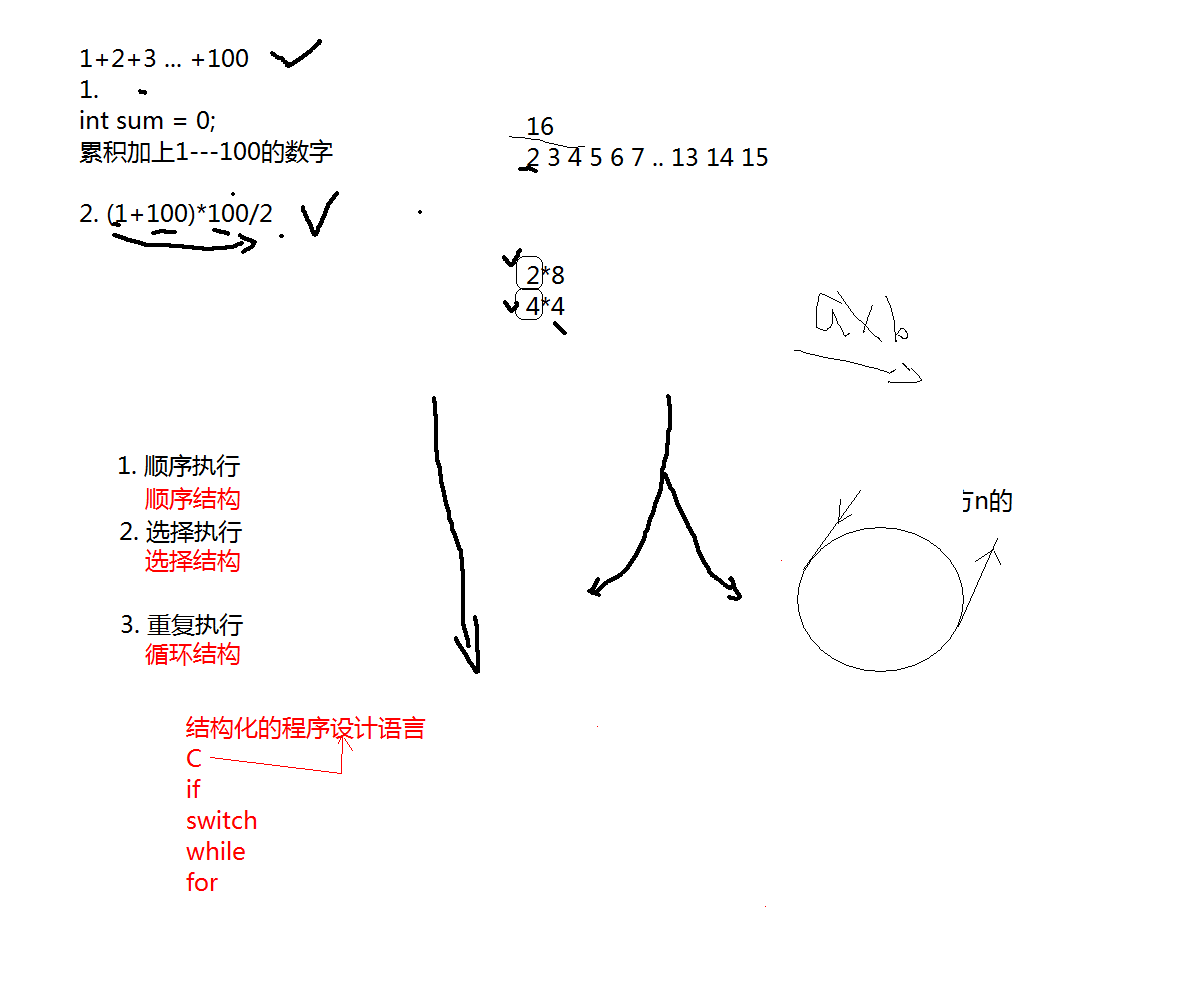 1+2+3 ... +100
1.
int sum = 0;
累积加上1---100的数字
2. (1+100)*100/2
16
2 3 4 5 6 7 .. 13 14 15
2*8
4*4
1. 顺序执行
顺序结构
2. 选择执行
选择结构
3. 重复执行
循环结构
n的
结构化的程序设计语言
C
if
switch
while
for